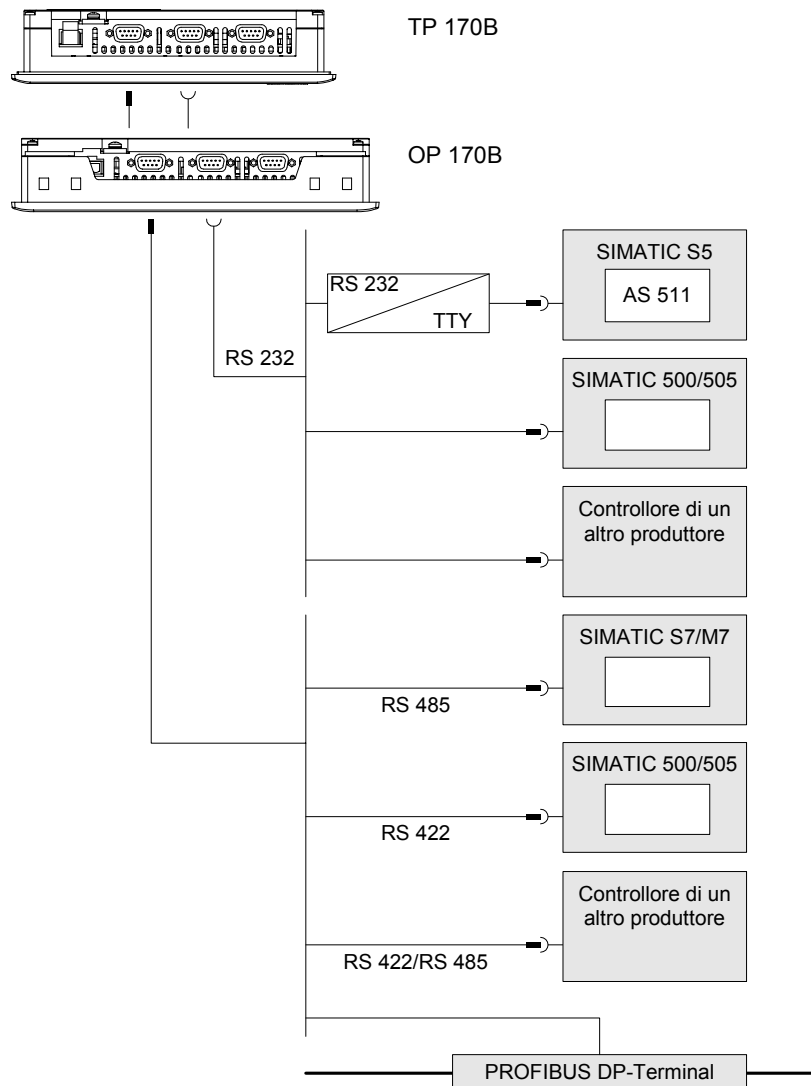 TP 170B
OP 170B
SIMATIC S5
RS 232
AS 511
TTY
RS 232
SIMATIC 500/505
Controllore di un
altro produttore
SIMATIC S7/M7
RS 485
SIMATIC 500/505
RS 422
Controllore di un
altro produttore
RS 422/RS 485
PROFIBUS DP-Terminal